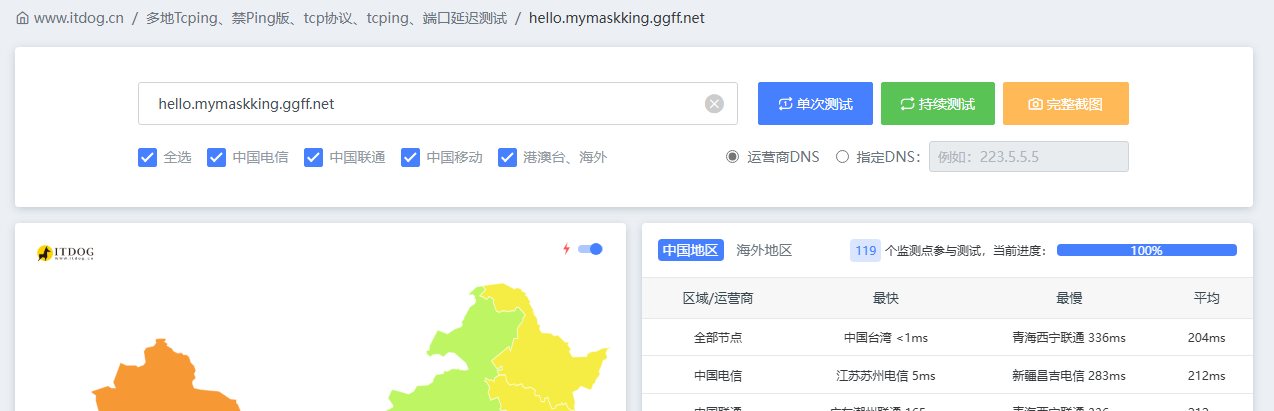 www.itdog.cn / 多地Tcping、禁Ping版、tcp协议、tcping、端口延迟测试 / hello.mymaskking.ggff.net
hello.mymaskking.ggff.net
单次测试 持续测试 完整截图
全选 中国电信 中国联通 中国移动 港澳台、海外 运营商DNS 指定DNS： 例如：223.5.5.5
ITDOG
www.itdog.cn
中国地区 海外地区 119 个监测点参与测试，当前进度： 100%
区域/运营商 最快 最慢 平均
全部节点 中国台湾 <1ms 青海西宁联通 336ms 204ms
中国电信 江苏苏州电信 5ms 新疆昌吉电信 283ms 212ms